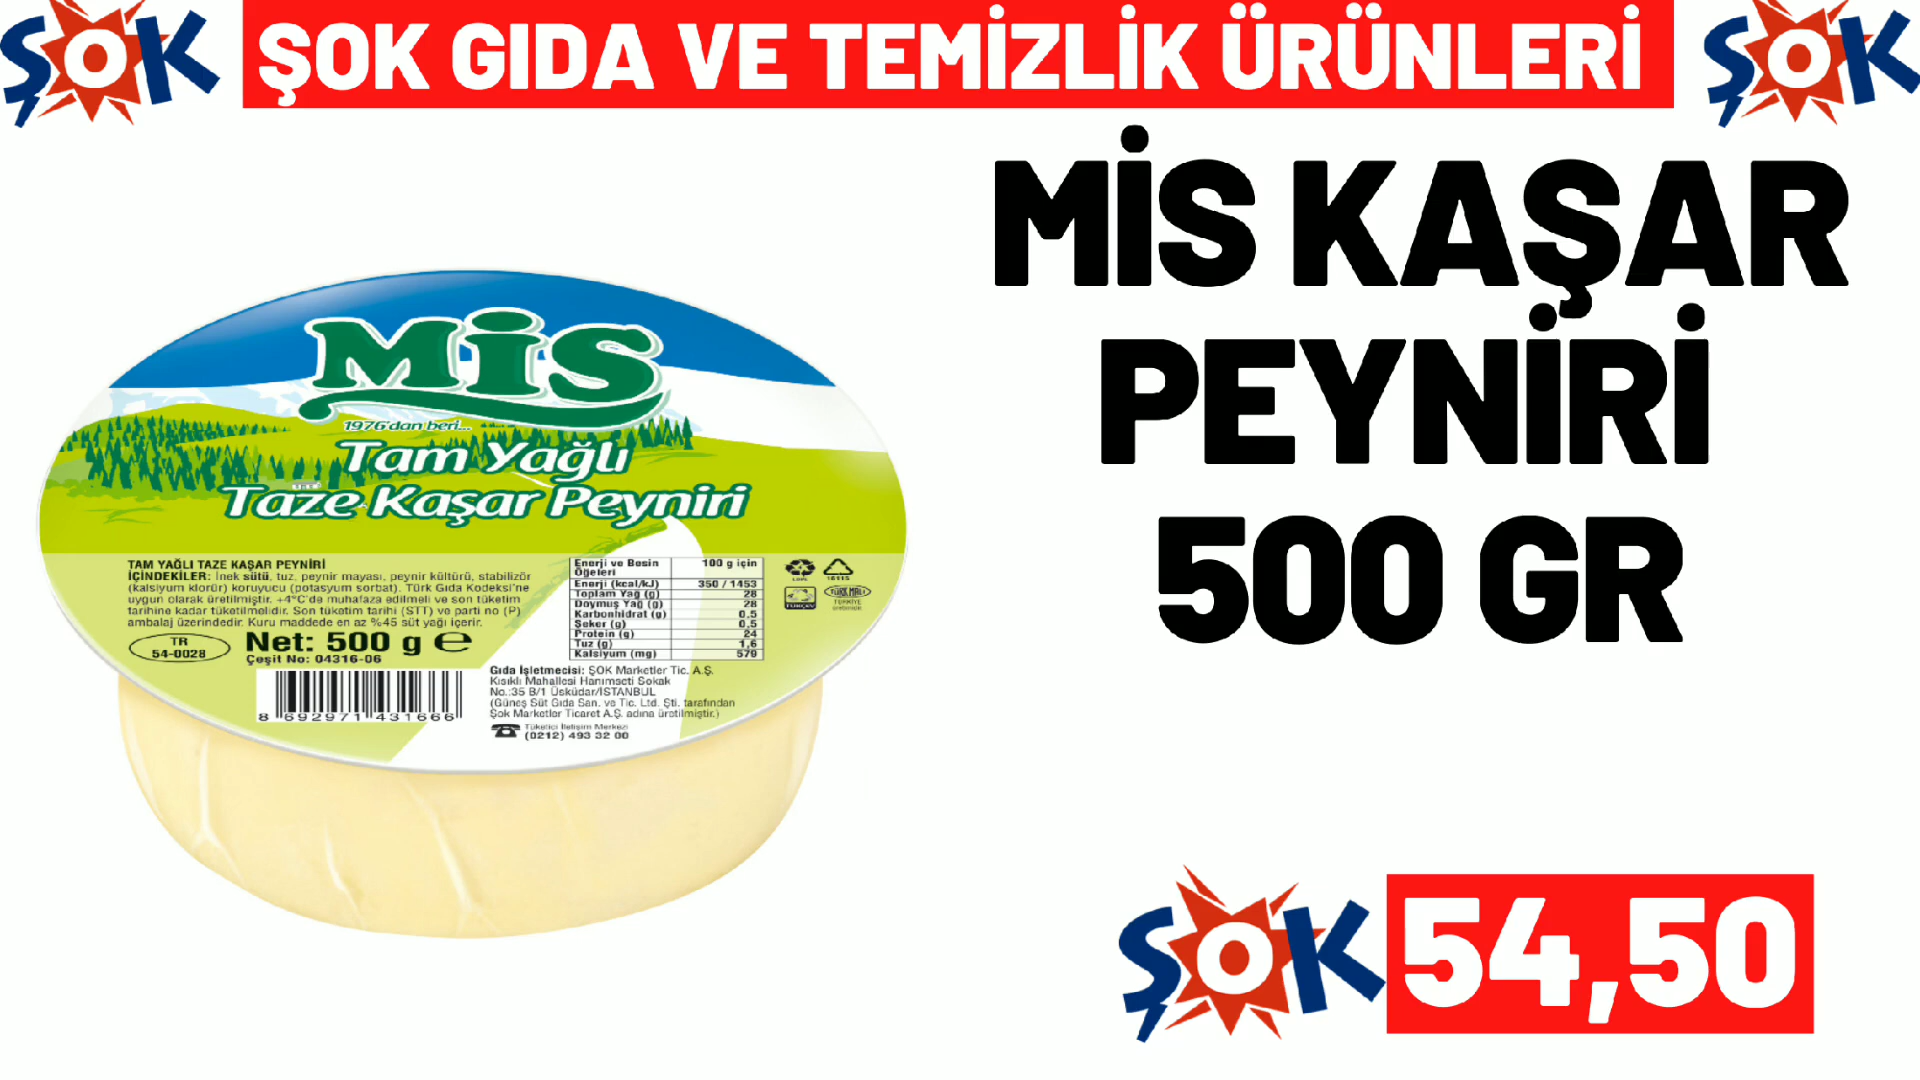 ŞOK
ŞOK GIDA VE TEMİZLİK ÜRÜNLERİ
ŞOK
MİS KAŞAR
PEYNİRİ
500 GR
MİS
1976'dan beri...
Tam Yağlı
Taze Kaşar Peyniri
TAM YAĞLI TAZE KAŞAR PEYNİRİ
İÇİNDEKİLER: İnek sütü, tuz, peynir mayası, peynir kültürü, stabilizör
(kalsiyum klorür) koruyucu (potasyum sorbat). Türk Gıda Kodeksi'ne
uygun olarak üretilmiştir. +4°C'de muhafaza edilmeli ve son tüketim
tarihine kadar tüketilmelidir. Son tüketim tarihi (STT) ve parti no (P)
ambalaj üzerindedir. Kuru maddede en az %45 süt yağı içerir.
TR
54-0028
Net: 500 g e
Çeşit No: 04316-06
8 692971 431666
Enerji ve Besin Öğeleri 100 g için
Enerji (kcal/kJ) 350 / 1453
Toplam Yağ (g) 28
Doymuş Yağ (g) 28
Karbonhidrat (g) 0,5
Şeker (g) 0,5
Protein (g) 24
Tuz (g) 1,6
Kalsiyum (mg) 579
Gıda İşletmecisi: ŞOK Marketler Tic. A.Ş.
Kısıklı Mahallesi Hanımseti Sokak
No.:35 B/1 Üsküdar/İSTANBUL
(Güneş Süt Gıda San. ve Tic. Ltd. Şti. tarafından
Şok Marketler Ticaret A.Ş. adına üretilmiştir.)
Tüketici İletişim Merkezi
(0212) 493 32 00
ŞOK 54,50